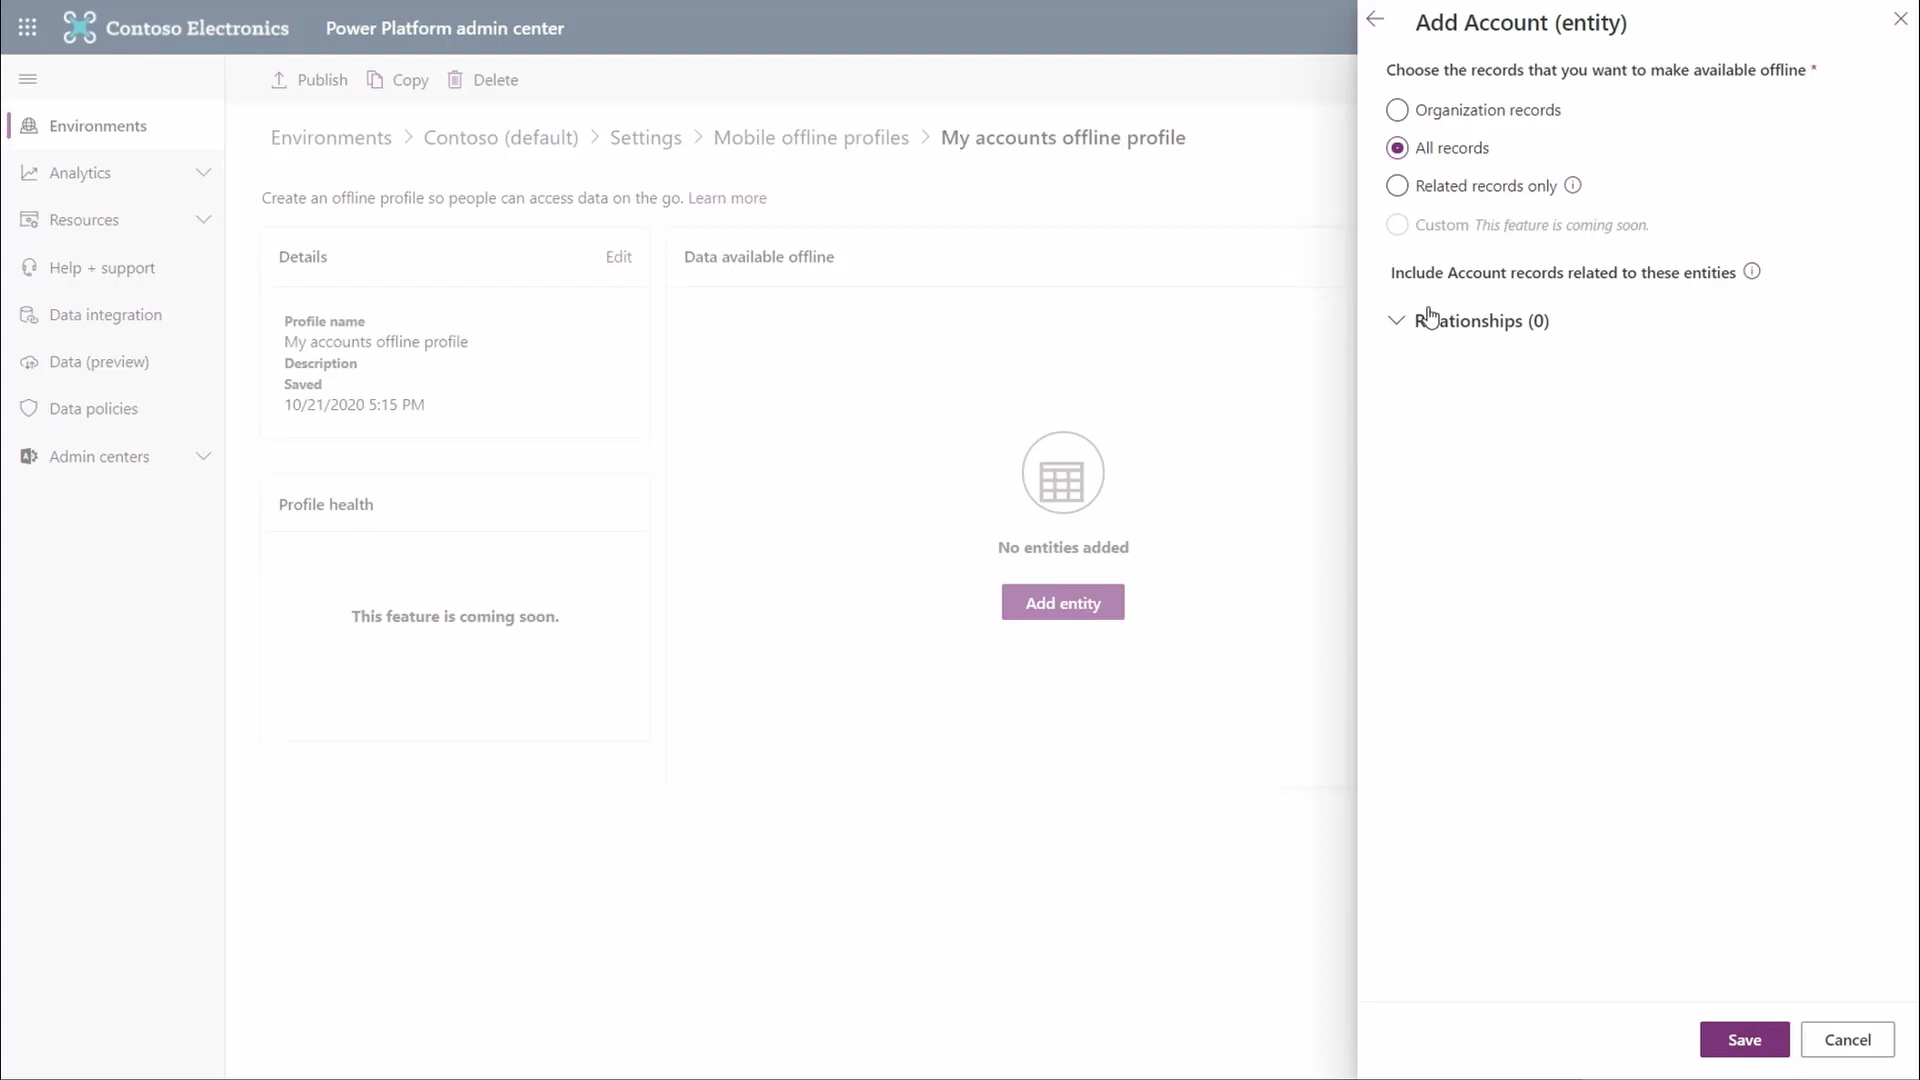 Contoso Electronics
Power Platform admin center
Publish
Copy
Delete
Environments
Analytics
Resources
Help + support
Data integration
Data (preview)
Data policies
Admin centers
Environments > Contoso (default) > Settings > Mobile offline profiles > My accounts offline profile
Create an offline profile so people can access data on the go. Learn more
Details
Edit
Profile name
My accounts offline profile
Description
Saved
10/21/2020 5:15 PM
Profile health
This feature is coming soon.
Data available offline
No entities added
Add entity
Add Account (entity)
Choose the records that you want to make available offline *
Organization records
All records
Related records only
Custom This feature is coming soon.
Include Account records related to these entities
Relationships (0)
Save
Cancel